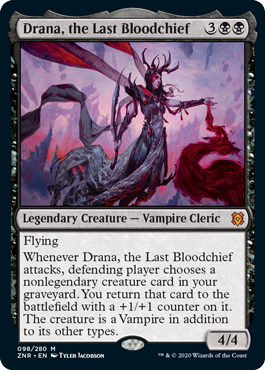 Drana, the Last Bloodchief 3
Legendary Creature — Vampire Cleric
Flying
Whenever Drana, the Last Bloodchief
attacks, defending player chooses a
nonlegendary creature card in your
graveyard. You return that card to the
battlefield with a +1/+1 counter on it.
The creature is a Vampire in addition
to its other types.
4/4
098/280 M
ZNR • EN Tyler Jacobson
™ & © 2020 Wizards of the Coast